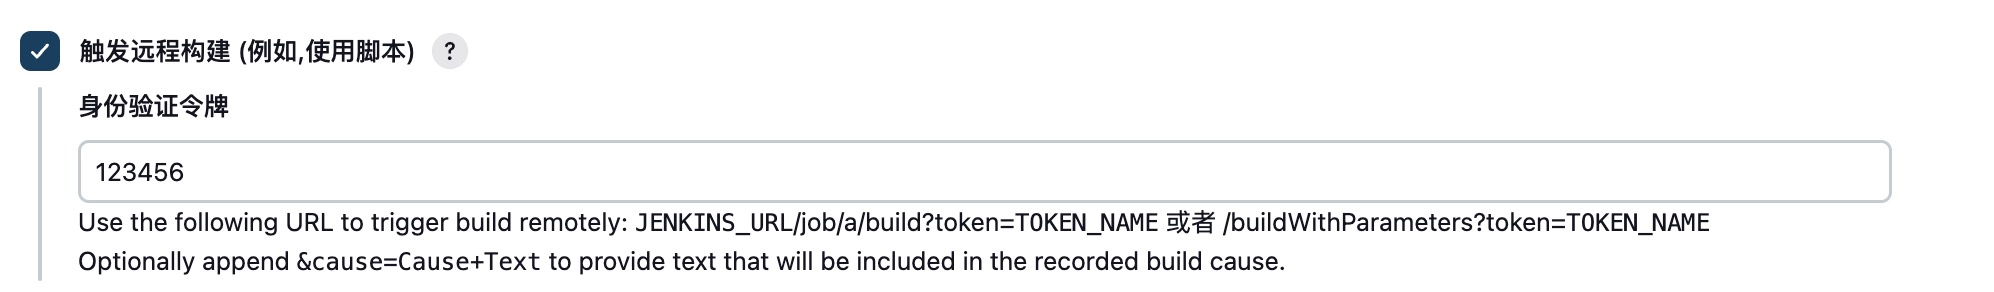 触发远程构建 (例如,使用脚本) ?
身份验证令牌
123456
Use the following URL to trigger build remotely: JENKINS_URL/job/a/build?token=TOKEN_NAME 或者 /buildWithParameters?token=TOKEN_NAME
Optionally append &cause=Cause+Text to provide text that will be included in the recorded build cause.